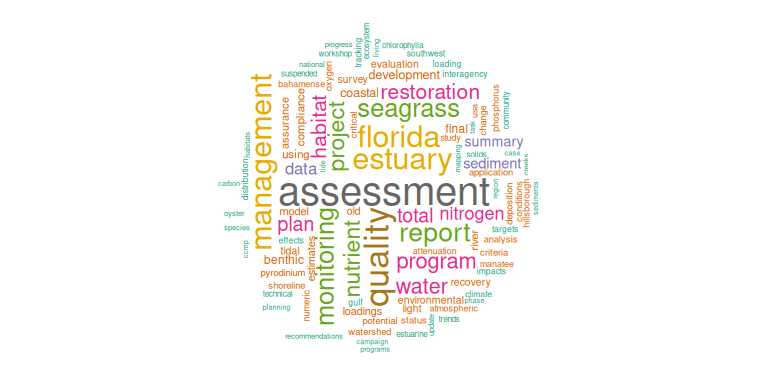 progress
ecosystem
chlorophylla
workshop
tracking
living
southwest
national
oxygen
evaluation
loading
suspended
survey
development
interagency
bahamense
coastal
restoration
management
assurance
compliance
habitat
project
critical
seagrass
usa
change
phosphorus
community
florida
final
task
study
summary
habitats
using
estuary
mapping
solids
case
distribution
data
tide
sediment
creeks
application
carbon
assessment
region
deposition
conditions
hillsborough
sediments
oyster
model
old
total
nitrogen
species
plan
monitoring
nutrient
quality
report
river
targets
ccmp
effects
analysis
tidal
attenuation
criteria
benthic
estimates
program
manatee
pyrodinium
impacts
shoreline
water
recovery
technical
numeric
gulf
environmental
climate
phase
planning
loadings
light
atmospheric
potential
status
update
trends
recommendations
watershed
estuarine
campaign
programs